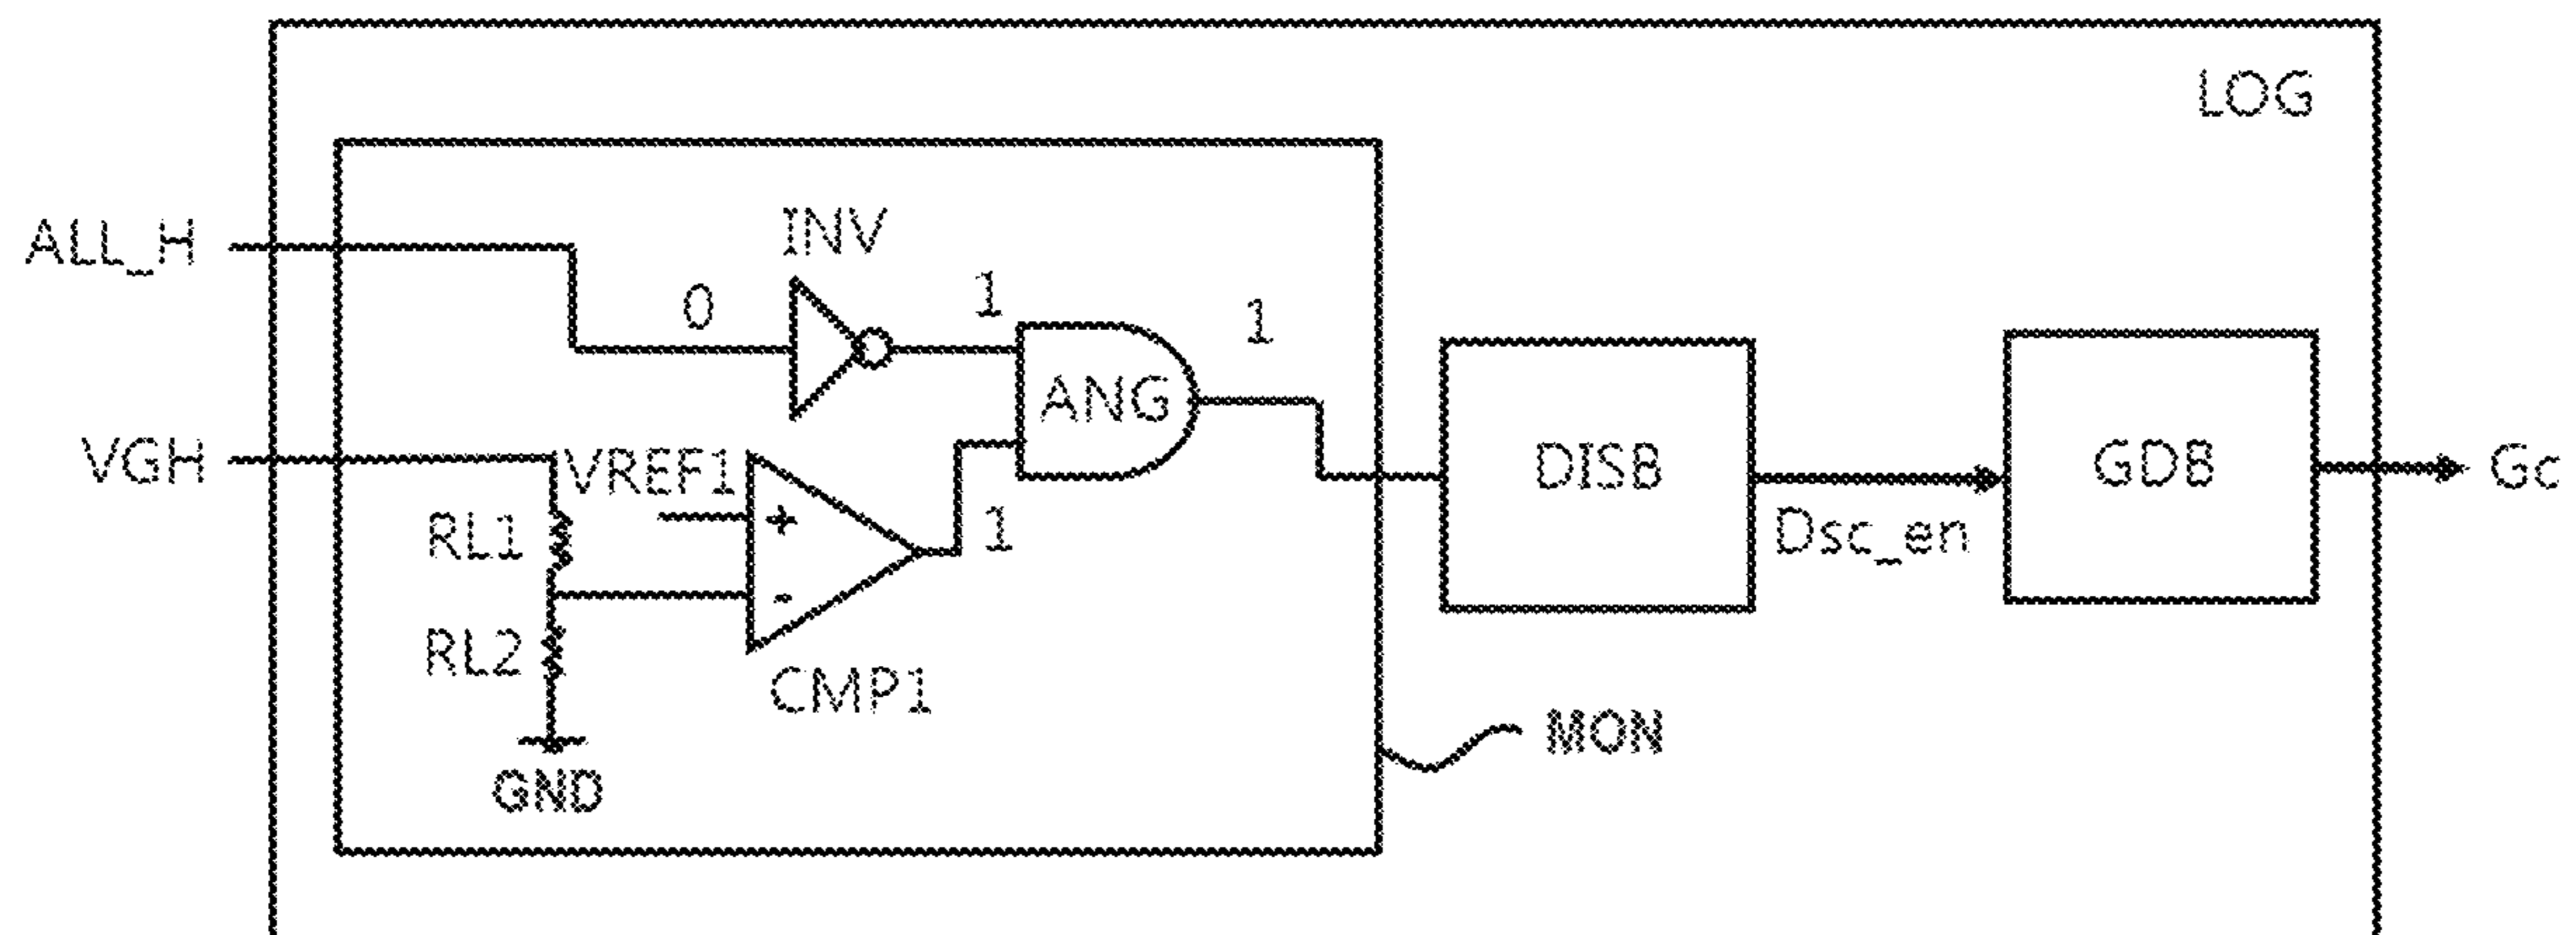 LOG
ALL_H
INV
0
1
1
ANG
VGH
VREF1
+
DISB
GDB
Gc
RL1
1
Dsc_en
-
RL2
CMP1
MON
GND